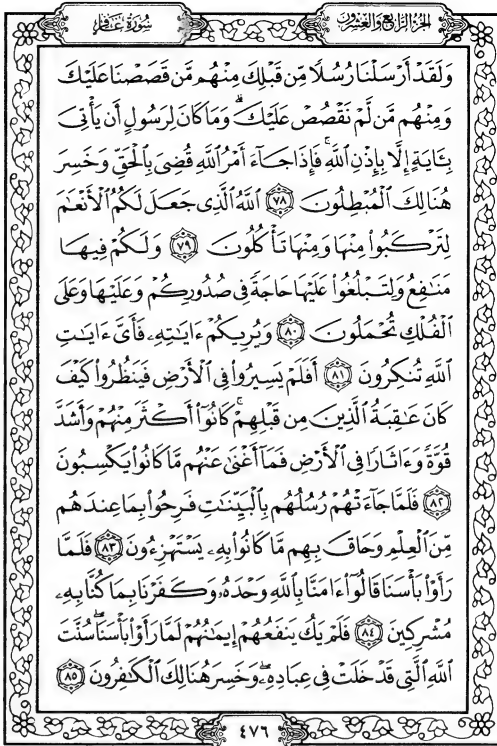 الجزء الرابع والعشرون
سورة غافر
وَلَقَدْ أَرْسَلْنَا رُسُلًا مِّن قَبْلِكَ مِنْهُم مَّن قَصَصْنَا عَلَيْكَ
وَمِنْهُم مَّن لَّمْ نَقْصُصْ عَلَيْكَ ۗ وَمَا كَانَ لِرَسُولٍ أَن يَأْتِيَ
بِـَٔايَةٍ إِلَّا بِإِذْنِ ٱللَّهِ ۚ فَإِذَا جَآءَ أَمْرُ ٱللَّهِ قُضِيَ بِٱلْحَقِّ وَخَسِرَ
هُنَالِكَ ٱلْمُبْطِلُونَ ٧٨ ٱللَّهُ ٱلَّذِى جَعَلَ لَكُمُ ٱلْأَنْعَٰمَ
لِتَرْكَبُوا۟ مِنْهَا وَمِنْهَا تَأْكُلُونَ ٧٩ وَلَكُمْ فِيهَا
مَنَٰفِعُ وَلِتَبْلُغُوا۟ عَلَيْهَا حَاجَةً فِى صُدُورِكُمْ وَعَلَيْهَا وَعَلَى
ٱلْفُلْكِ تُحْمَلُونَ ٨٠ وَيُرِيكُمْ ءَايَٰتِهِۦ فَأَىَّ ءَايَٰتِ
ٱللَّهِ تُنكِرُونَ ٨١ أَفَلَمْ يَسِيرُوا۟ فِى ٱلْأَرْضِ فَيَنظُرُوا۟ كَيْفَ
كَانَ عَٰقِبَةُ ٱلَّذِينَ مِن قَبْلِهِمْ ۚ كَانُوٓا۟ أَكْثَرَ مِنْهُمْ وَأَشَدَّ
قُوَّةً وَءَاثَارًا فِى ٱلْأَرْضِ فَمَآ أَغْنَىٰ عَنْهُم مَّا كَانُوا۟ يَكْسِبُونَ
٨٢ فَلَمَّا جَآءَتْهُمْ رُسُلُهُم بِٱلْبَيِّنَٰتِ فَرِحُوا۟ بِمَا عِندَهُم
مِّنَ ٱلْعِلْمِ وَحَاقَ بِهِم مَّا كَانُوا۟ بِهِۦ يَسْتَهْزِءُونَ ٨٣ فَلَمَّا
رَأَوْا۟ بَأْسَنَا قَالُوٓا۟ ءَامَنَّا بِٱللَّهِ وَحْدَهُۥ وَكَفَرْنَا بِمَا كُنَّا بِهِۦ
مُشْرِكِينَ ٨٤ فَلَمْ يَكُ يَنفَعُهُمْ إِيمَٰنُهُمْ لَمَّا رَأَوْا۟ بَأْسَنَا ۖ سُنَّتَ
ٱللَّهِ ٱلَّتِى قَدْ خَلَتْ فِى عِبَادِهِۦ ۖ وَخَسِرَ هُنَالِكَ ٱلْكَٰفِرُونَ ٨٥
٤٧٦